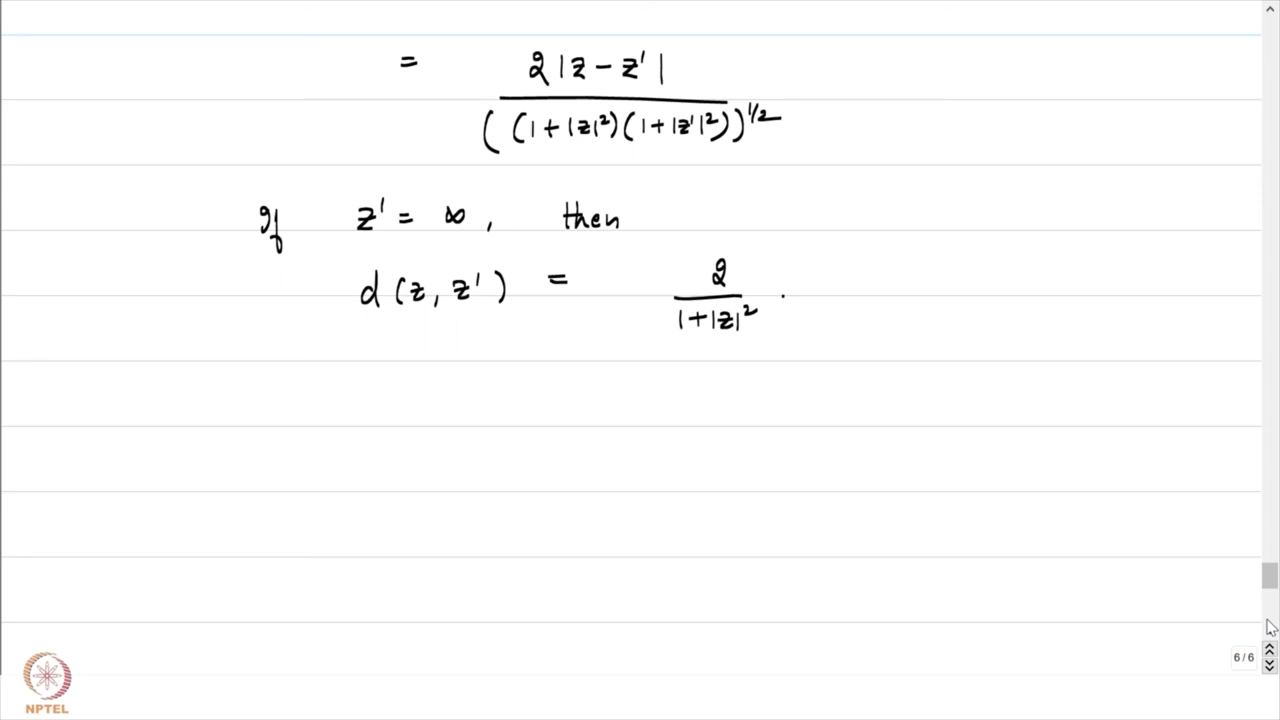 = 2|z - z'| / ((1+|z|²)(1+|z'|²))^{1/2}
If z' = ∞, then
d(z, z') = 2 / 1+|z|² .
6 / 6
NPTEL